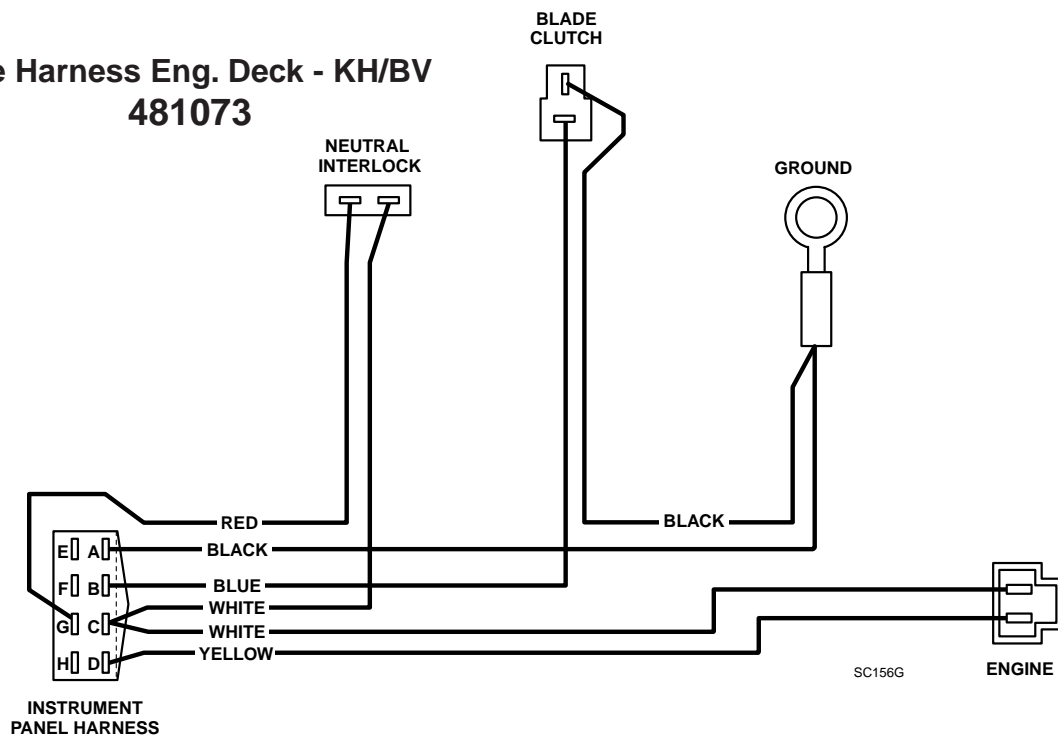 BLADE
CLUTCH
Harness Eng. Deck - KH/BV
481073
NEUTRAL
INTERLOCK
GROUND
RED
BLACK
BLACK
E A
F B
BLUE
WHITE
G C
WHITE
H D
YELLOW
SC156G
ENGINE
INSTRUMENT
PANEL HARNESS